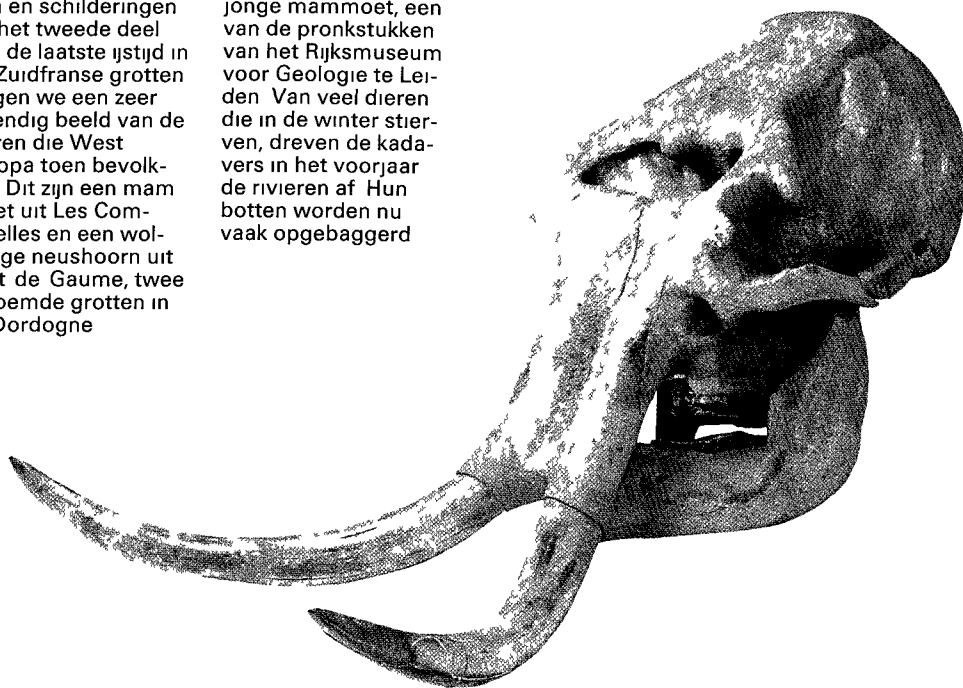 en schilderingen
het tweede deel
de laatste ijstijd in
Zuidfranse grotten
gen we een zeer
endig beeld van de
ren die West
opa toen bevolk-
Dit zijn een mam
et uit Les Com-
elles en een wol-
ge neushoorn uit
t de Gaume, twee
oemde grotten in
Dordogne
jonge mammoet, een
van de pronkstukken
van het Rijksmuseum
voor Geologie te Lei-
den Van veel dieren
die in de winter stier-
ven, dreven de kada-
vers in het voorjaar
de rivieren af Hun
botten worden nu
vaak opgebaggerd